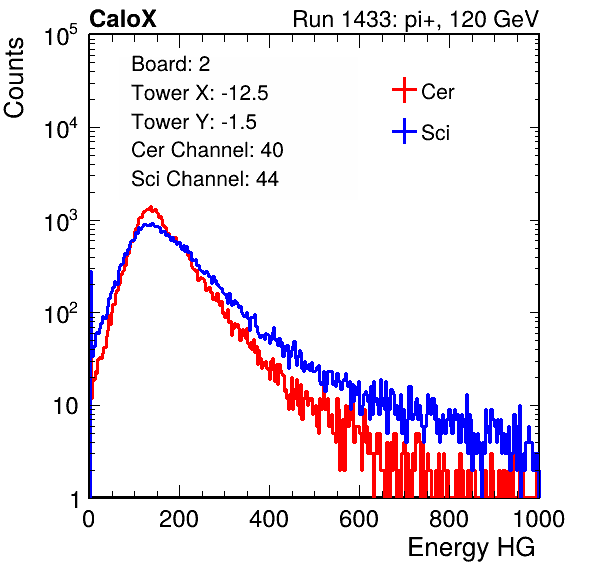 CaloX Run 1433: pi+, 120 GeV
Counts
Board: 2
Tower X: -12.5
Tower Y: -1.5
Cer Channel: 40
Sci Channel: 44
Cer
Sci
10^5
10^4
10^3
10^2
10
1
0 200 400 600 800 1000
Energy HG